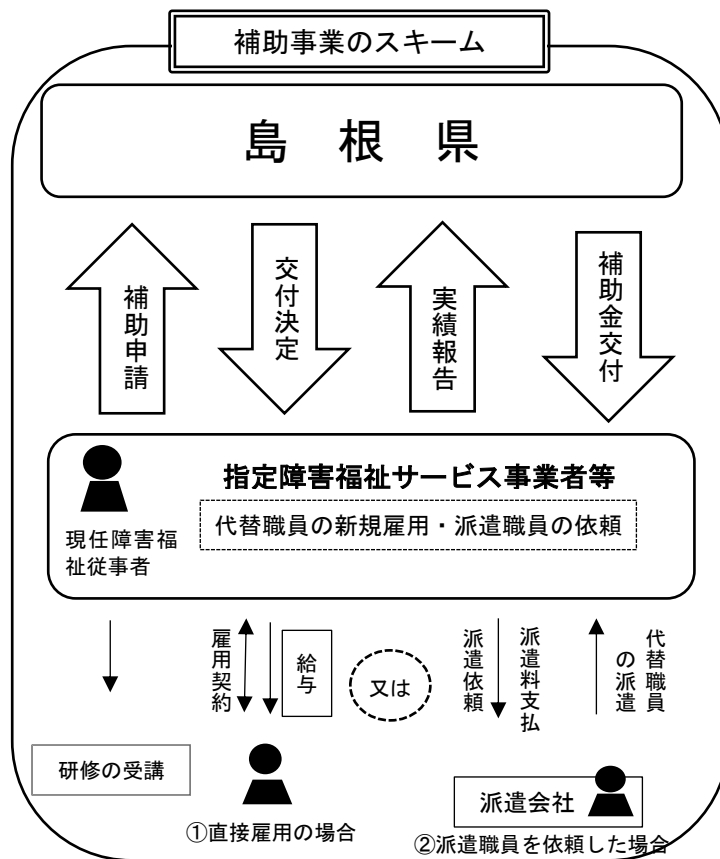 補助事業のスキーム
島　根　県
補助申請
交付決定
実績報告
補助金交付
指定障害福祉サービス事業者等
代替職員の新規雇用・派遣職員の依頼
現任障害福
祉従事者
雇用契約
給与
又は
派遣依頼
派遣料支払
代替職員
の派遣
研修の受講
①直接雇用の場合
派遣会社
②派遣職員を依頼した場合